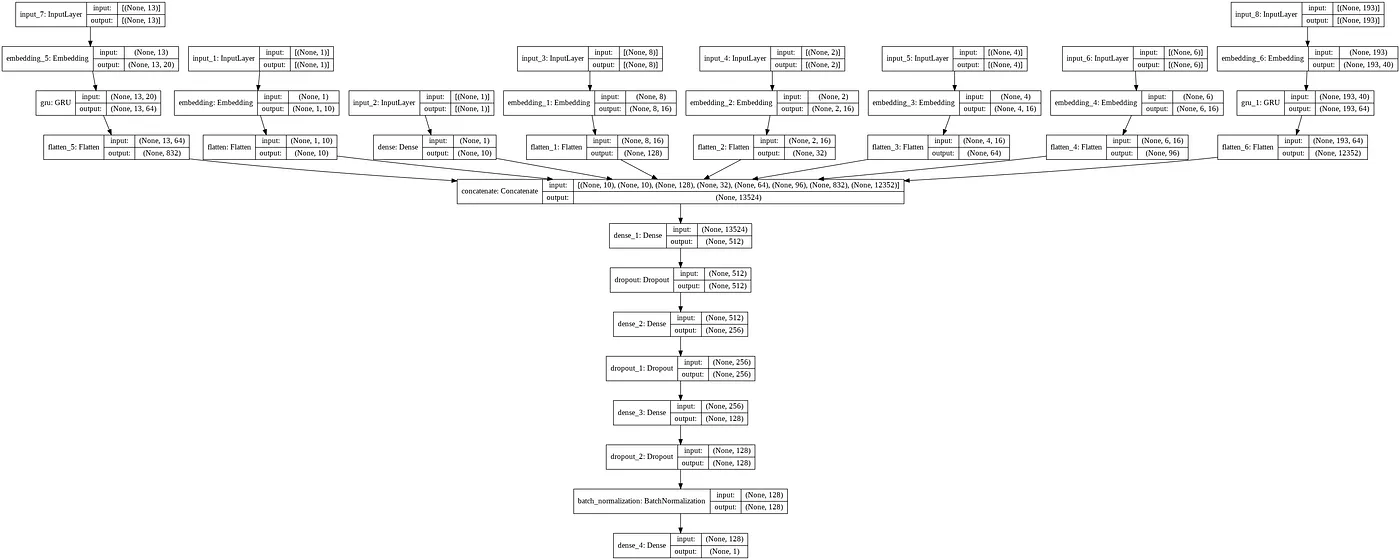 input_7: InputLayer input: [(None, 13)] output: [(None, 13)]
input_8: InputLayer input: [(None, 193)] output: [(None, 193)]
embedding_5: Embedding input: (None, 13) output: (None, 13, 20)
input_1: InputLayer input: [(None, 1)] output: [(None, 1)]
input_3: InputLayer input: [(None, 8)] output: [(None, 8)]
input_4: InputLayer input: [(None, 2)] output: [(None, 2)]
input_5: InputLayer input: [(None, 4)] output: [(None, 4)]
input_6: InputLayer input: [(None, 6)] output: [(None, 6)]
embedding_6: Embedding input: (None, 193) output: (None, 193, 40)
gru: GRU input: (None, 13, 20) output: (None, 13, 64)
embedding: Embedding input: (None, 1) output: (None, 1, 10)
input_2: InputLayer input: [(None, 1)] output: [(None, 1)]
embedding_1: Embedding input: (None, 8) output: (None, 8, 16)
embedding_2: Embedding input: (None, 2) output: (None, 2, 16)
embedding_3: Embedding input: (None, 4) output: (None, 4, 16)
embedding_4: Embedding input: (None, 6) output: (None, 6, 16)
gru_1: GRU input: (None, 193, 40) output: (None, 193, 64)
flatten_5: Flatten input: (None, 13, 64) output: (None, 832)
flatten: Flatten input: (None, 1, 10) output: (None, 10)
dense: Dense input: (None, 1) output: (None, 10)
flatten_1: Flatten input: (None, 8, 16) output: (None, 128)
flatten_2: Flatten input: (None, 2, 16) output: (None, 32)
flatten_3: Flatten input: (None, 4, 16) output: (None, 64)
flatten_4: Flatten input: (None, 6, 16) output: (None, 96)
flatten_6: Flatten input: (None, 193, 64) output: (None, 12352)
concatenate: Concatenate input: [(None, 10), (None, 10), (None, 128), (None, 32), (None, 64), (None, 96), (None, 832), (None, 12352)] output: (None, 13524)
dense_1: Dense input: (None, 13524) output: (None, 512)
dropout: Dropout input: (None, 512) output: (None, 512)
dense_2: Dense input: (None, 512) output: (None, 256)
dropout_1: Dropout input: (None, 256) output: (None, 256)
dense_3: Dense input: (None, 256) output: (None, 128)
dropout_2: Dropout input: (None, 128) output: (None, 128)
batch_normalization: BatchNormalization input: (None, 128) output: (None, 128)
dense_4: Dense input: (None, 128) output: (None, 1)